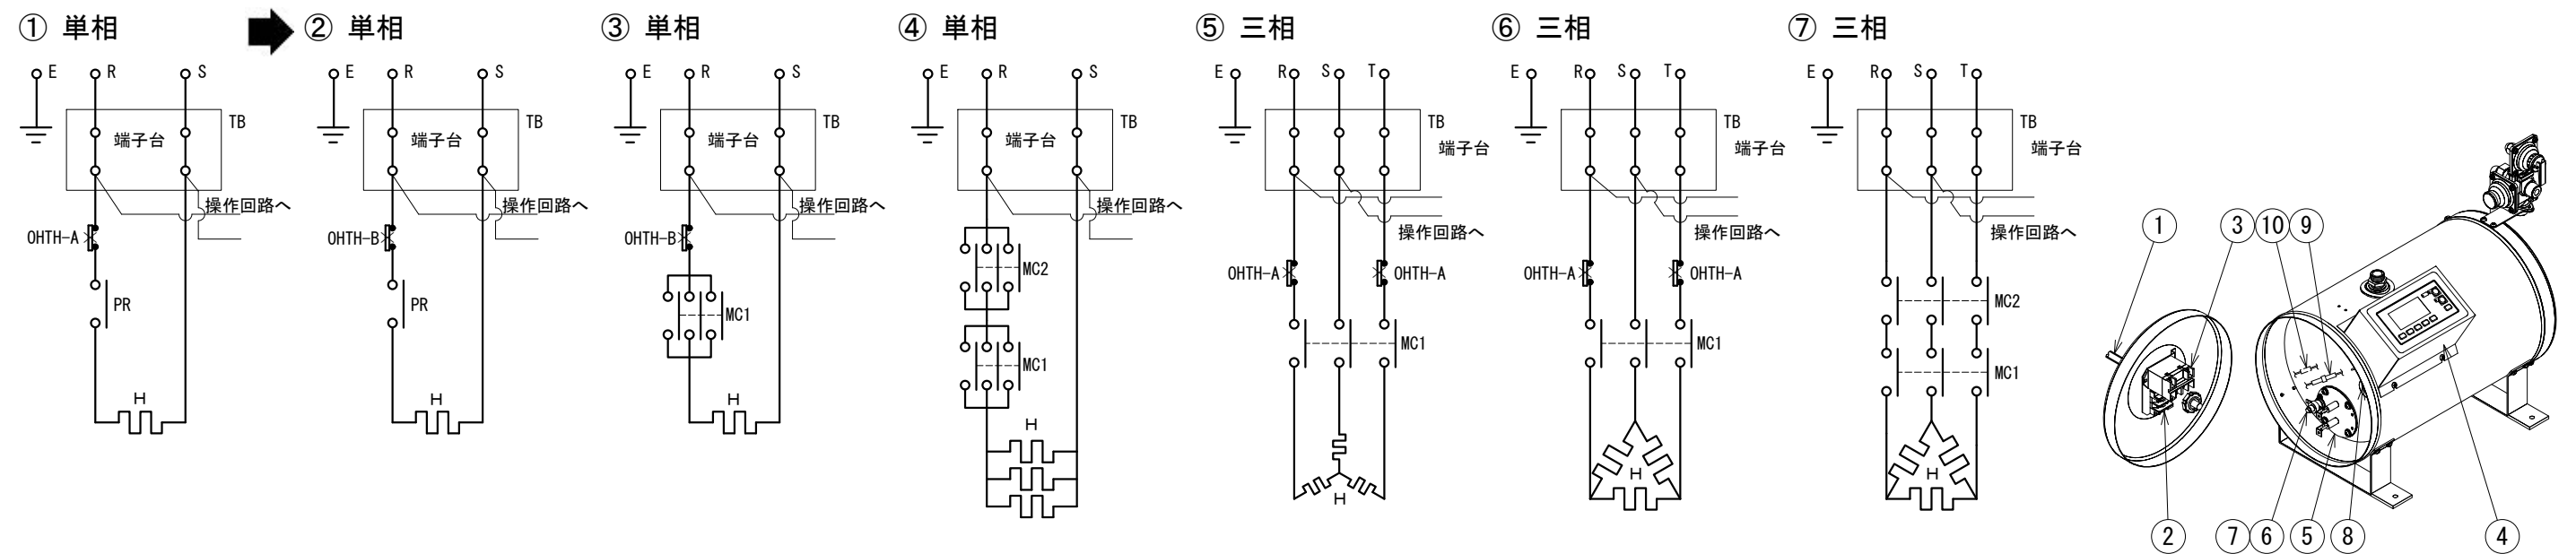 ① 単相
② 単相
③ 単相
④ 単相
⑤ 三相
⑥ 三相
⑦ 三相
E R S
TB
端子台
操作回路へ
OHTH-A
PR
H
E R S
TB
端子台
操作回路へ
OHTH-B
PR
H
E R S
TB
端子台
操作回路へ
OHTH-B
MC1
H
E R S
TB
端子台
操作回路へ
MC2
MC1
H
E R S T
TB
端子台
操作回路へ
OHTH-A OHTH-A
MC1
H
E R S T
TB
端子台
操作回路へ
OHTH-A OHTH-A
MC1
H
E R S T
TB
端子台
操作回路へ
MC2
MC1
H
1 3 10 9
2 7 6 5 8 4